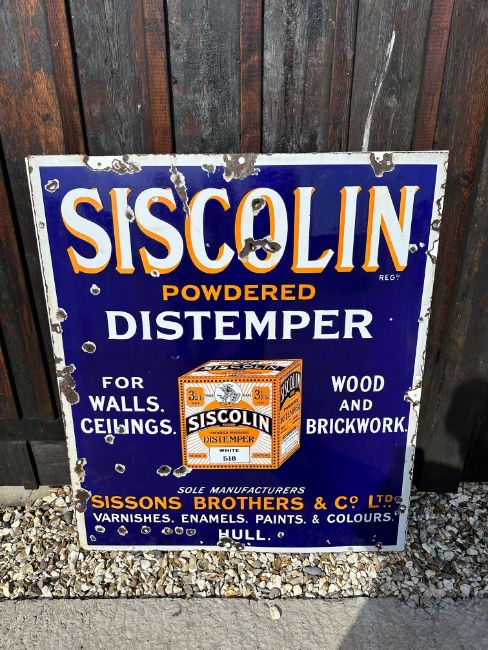 SISCOLIN
REGD
POWDERED
DISTEMPER
FOR
WALLS.
CEILINGS.
WOOD
AND
BRICKWORK.
SISCOLIN
DISTEMPER
WHITE
518
SISCOLIN
SOLE MANUFACTURERS
SISSONS BROTHERS & CO. LTD.
VARNISHES, ENAMELS, PAINTS, & COLOURS.
HULL.